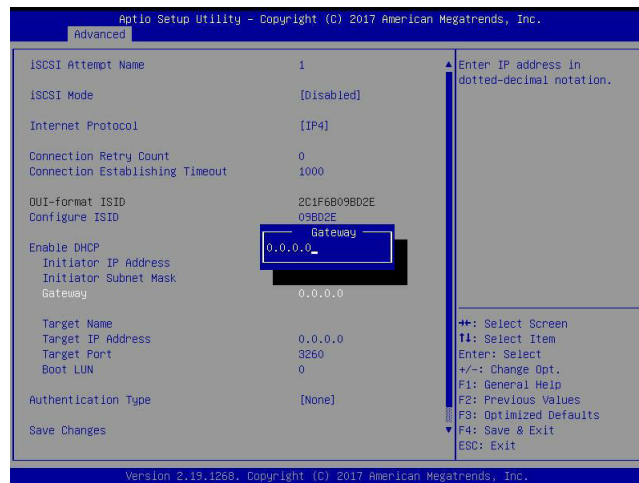 Aptio Setup Utility – Copyright (C) 2017 American Megatrends, Inc.
Advanced
iSCSI Attempt Name 1
iSCSI Mode [Disabled]
Internet Protocol [IP4]
Connection Retry Count 0
Connection Establishing Timeout 1000
OUI-format ISID 2C1F6B09BD2E
Configure ISID 09BD2E
Enable DHCP
Initiator IP Address
Initiator Subnet Mask
Gateway 0.0.0.0
Gateway
0.0.0.0_
Target Name
Target IP Address 0.0.0.0
Target Port 3260
Boot LUN 0
Authentication Type [None]
Save Changes
Enter IP address in
dotted-decimal notation.
→←: Select Screen
↑↓: Select Item
Enter: Select
+/-: Change Opt.
F1: General Help
F2: Previous Values
F3: Optimized Defaults
F4: Save & Exit
ESC: Exit
Version 2.19.1268. Copyright (C) 2017 American Megatrends, Inc.